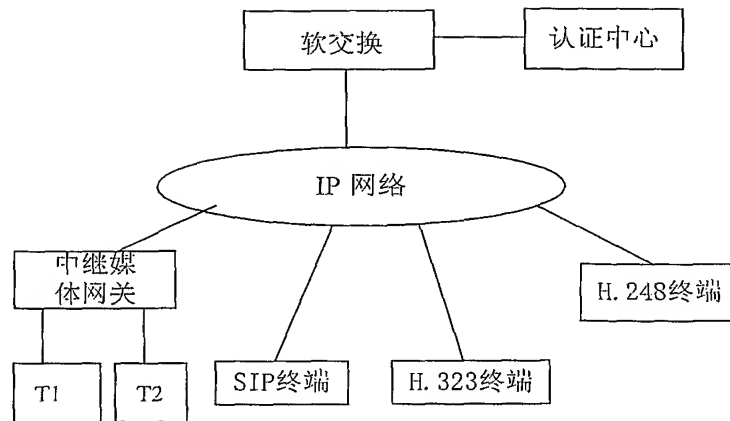 软交换
认证中心
IP 网络
中继媒
体网关
H. 248终端
T1
T2
SIP终端
H. 323终端